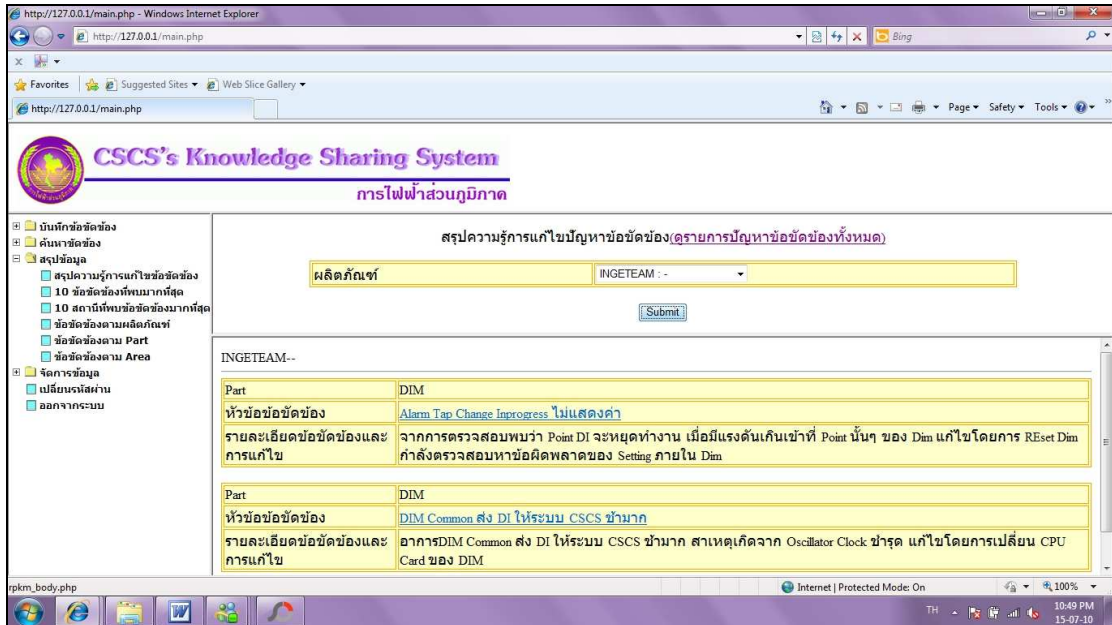 http://127.0.0.1/main.php - Windows Internet Explorer
http://127.0.0.1/main.php
Bing
Favorites
Suggested Sites
Web Slice Gallery
http://127.0.0.1/main.php
Page
Safety
Tools
CSCS's Knowledge Sharing System
การไฟฟ้าส่วนภูมิภาค
บันทึกข้อขัดข้อง
ค้นหาขัดข้อง
สรุปข้อมูล
สรุปความรู้การแก้ไขข้อขัดข้อง
10 ข้อขัดข้องที่พบมากที่สุด
10 สถานีที่พบข้อขัดข้องมากที่สุด
ข้อขัดข้องตามผลิตภัณฑ์
ข้อขัดข้องตาม Part
ข้อขัดข้องตาม Area
จัดการข้อมูล
เปลี่ยนรหัสผ่าน
ออกจากระบบ
สรุปความรู้การแก้ไขปัญหาข้อขัดข้อง(ดูรายการปัญหาข้อขัดข้องทั้งหมด)
ผลิตภัณฑ์ INGETEAM : -
Submit
INGETEAM--
Part DIM
หัวข้อข้อขัดข้อง Alarm Tap Change Inprogress ไม่แสดงค่า
รายละเอียดข้อขัดข้องและ จากการตรวจสอบพบว่า Point DI จะหยุดทำงาน เมื่อมีแรงดันเกินเข้าที่ Point นั้นๆ ของ Dim แก้ไขโดยการ REset Dim
การแก้ไข กำลังตรวจสอบหาข้อผิดพลาดของ Setting ภายใน Dim
Part DIM
หัวข้อข้อขัดข้อง DIM Common ส่ง DI ให้ระบบ CSCS ช้ามาก
รายละเอียดข้อขัดข้องและ อาการDIM Common ส่ง DI ให้ระบบ CSCS ช้ามาก สาเหตุเกิดจาก Oscillator Clock ชำรุด แก้ไขโดยการเปลี่ยน CPU
การแก้ไข Card ของ DIM
rpkm_body.php
Internet | Protected Mode: On
100%
TH
10:49 PM
15-07-10